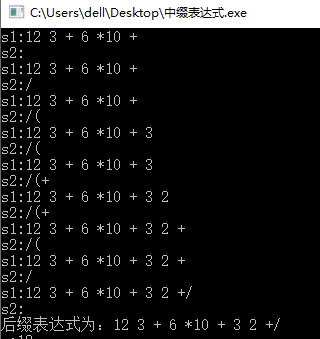 C:\Users\dell\Desktop\中缀表达式.exe
s1:12 3 + 6 *10 +
s2:
s1:12 3 + 6 *10 +
s2:/
s1:12 3 + 6 *10 +
s2:/(
s1:12 3 + 6 *10 + 3
s2:/(
s1:12 3 + 6 *10 + 3
s2:/(+
s1:12 3 + 6 *10 + 3 2
s2:/(+
s1:12 3 + 6 *10 + 3 2 +
s2:/(
s1:12 3 + 6 *10 + 3 2 +
s2:/
s1:12 3 + 6 *10 + 3 2 +/
s2:
后缀表达式为：12 3 + 6 *10 + 3 2 +/